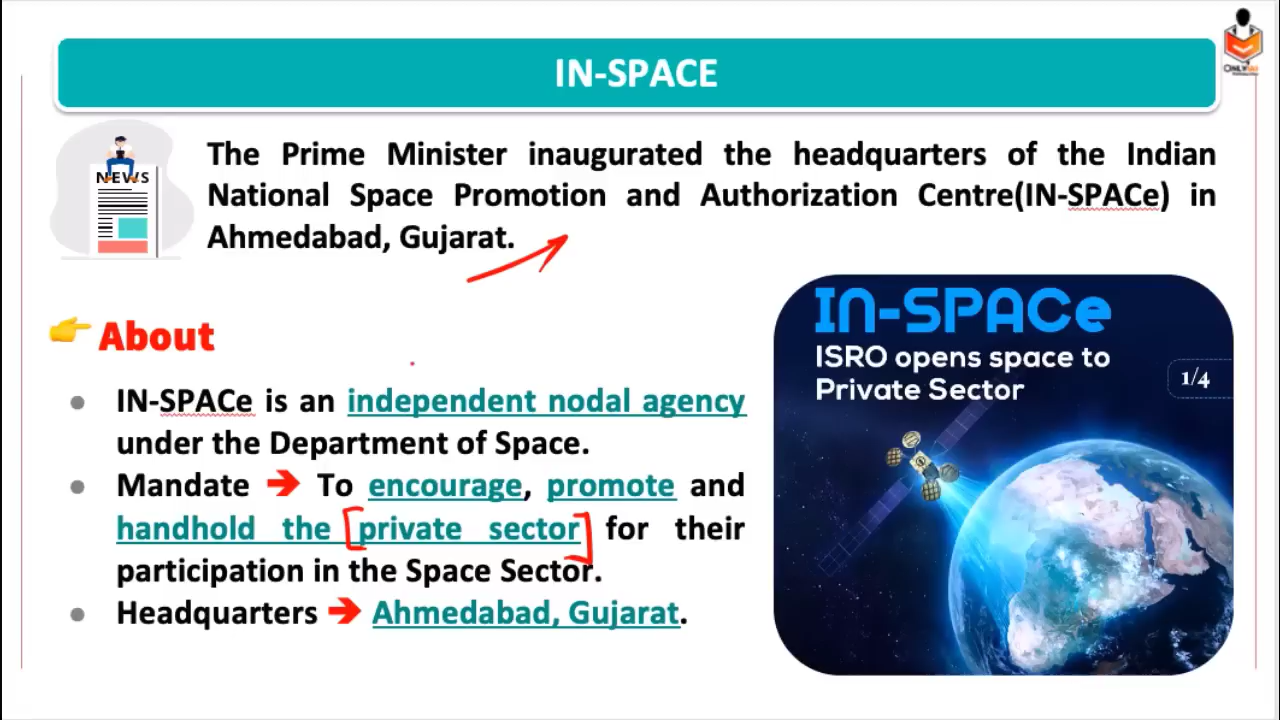 IN-SPACE
NEWS
The Prime Minister inaugurated the headquarters of the Indian
National Space Promotion and Authorization Centre(IN-SPACe) in
Ahmedabad, Gujarat.
About
IN-SPACe is an independent nodal agency
under the Department of Space.
Mandate ➔ To encourage, promote and
handhold the [private sector] for their
participation in the Space Sector.
Headquarters ➔ Ahmedabad, Gujarat.
IN-SPACe
ISRO opens space to
Private Sector
1/4